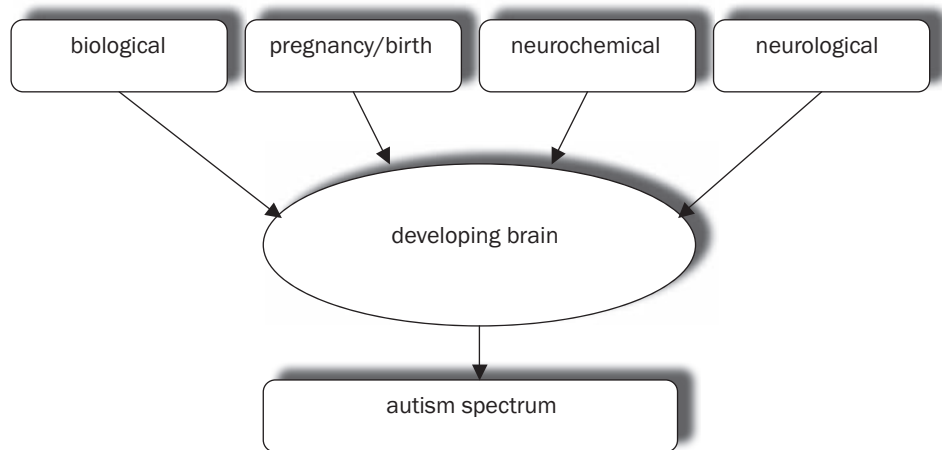 biological
pregnancy/birth
neurochemical
neurological
developing brain
autism spectrum